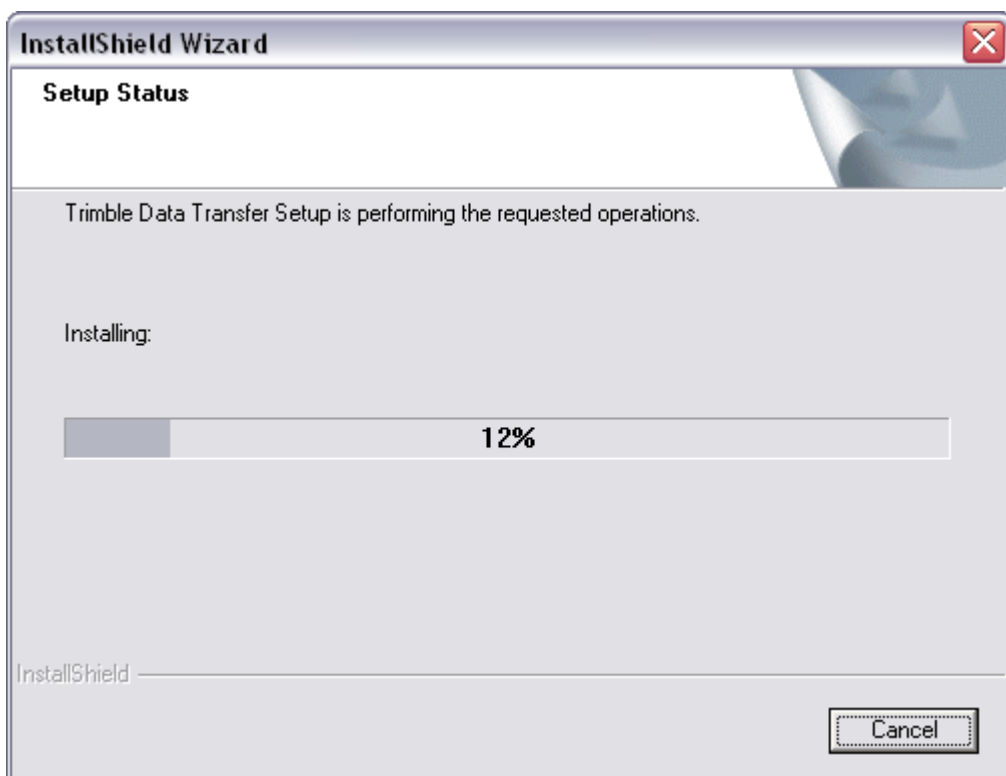 InstallShield Wizard
Setup Status
Trimble Data Transfer Setup is performing the requested operations.
Installing:
12%
InstallShield
Cancel